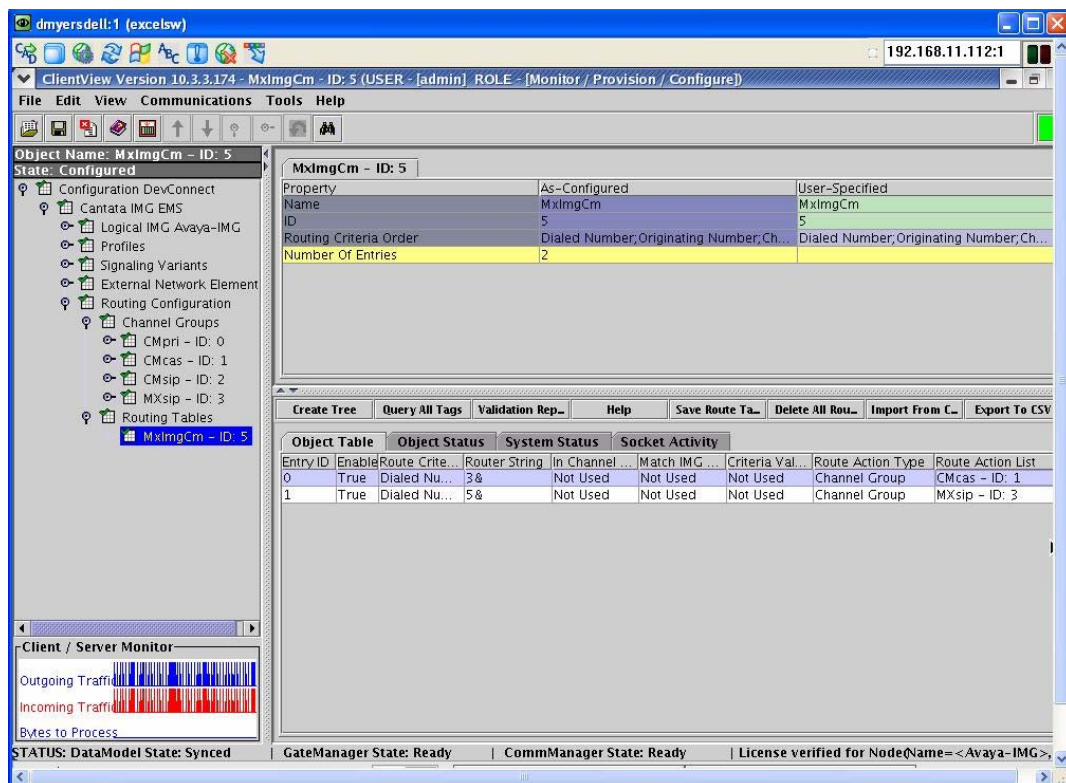 dmyersdell:1 (excelsw)
192.168.11.112:1
ClientView Version 10.3.3.174 - MxImgCm - ID: 5 (USER - [admin] ROLE - [Monitor / Provision / Configure])
File Edit View Communications Tools Help
Object Name: MxImgCm - ID: 5
State: Configured
Configuration DevConnect
Cantata IMG EMS
Logical IMG Avaya-IMG
Profiles
Signaling Variants
External Network Element
Routing Configuration
Channel Groups
CMpri - ID: 0
CMcas - ID: 1
CMsip - ID: 2
MXsip - ID: 3
Routing Tables
MxImgCm - ID: 5
MxImgCm - ID: 5
Property As-Configured User-Specified
Name MxImgCm MxImgCm
ID 5 5
Routing Criteria Order Dialed Number;Originating Number;Ch... Dialed Number;Originating Number;Ch...
Number Of Entries 2
Create Tree Query All Tags Validation Rep... Help Save Route Ta... Delete All Rou... Import From C... Export To CSV
Object Table Object Status System Status Socket Activity
Entry ID Enable Route Crite... Router String In Channel ... Match IMG ... Criteria Val... Route Action Type Route Action List
0 True Dialed Nu... 3& Not Used Not Used Not Used Channel Group CMcas - ID: 1
1 True Dialed Nu... 5& Not Used Not Used Not Used Channel Group MXsip - ID: 3
Client / Server Monitor
Outgoing Traffic
Incoming Traffic
Bytes to Process
STATUS: DataModel State: Synced | GateManager State: Ready | CommManager State: Ready | License verified for Node(Name=<Avaya-IMG>,